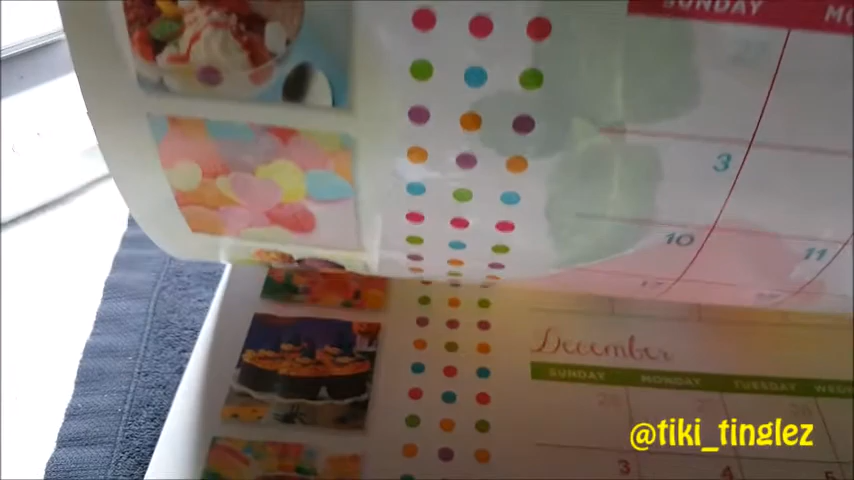 SUNDAY
3
10
11
December
SUNDAY MONDAY TUESDAY
@tiki_tinglez
3 4 5